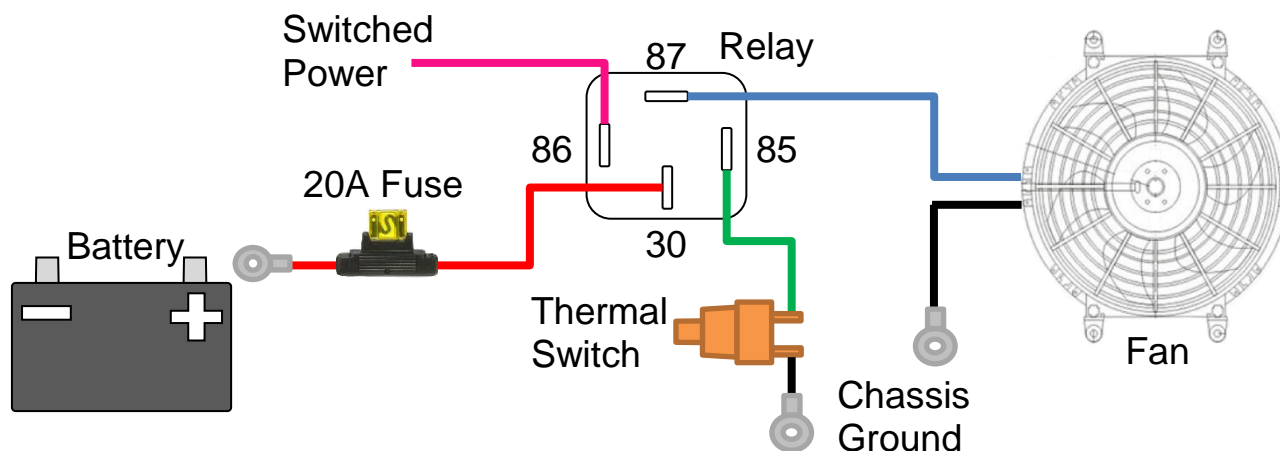 Switched
Power
87
Relay
86
85
20A Fuse
30
Battery
Thermal
Switch
Fan
Chassis
Ground